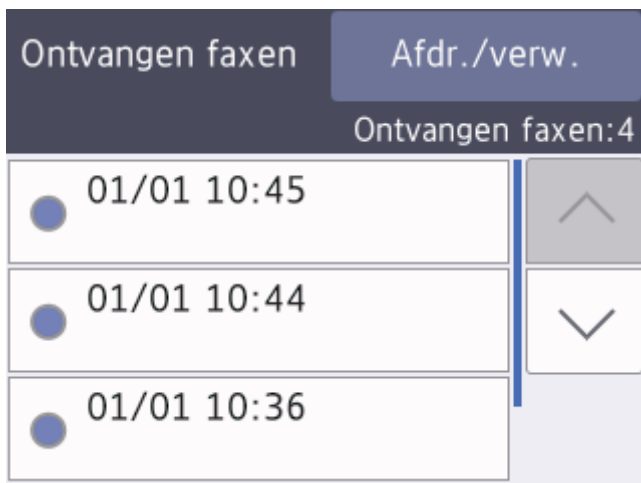 Ontvangen faxen
Afdr./verw.
Ontvangen faxen:4
01/01 10:45
01/01 10:44
01/01 10:36